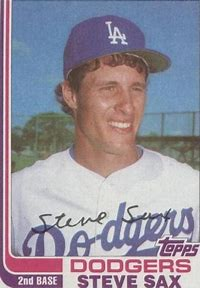 LA
Steve Sax
Dodgers
Topps
DODGERS
2nd BASE
STEVE SAX